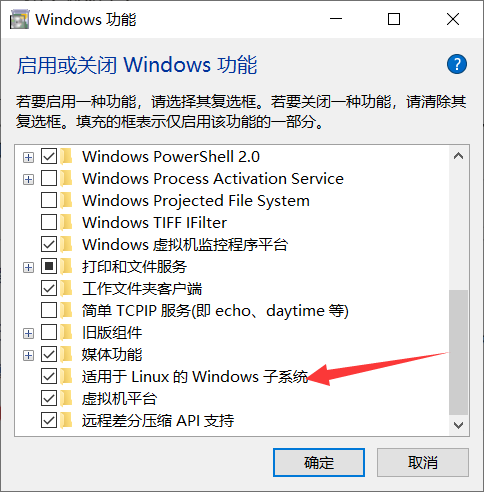 Windows 功能
启用或关闭 Windows 功能
?
若要启用一种功能，请选择其复选框。若要关闭一种功能，请清除其
复选框。填充的框表示仅启用该功能的一部分。
Windows PowerShell 2.0
Windows Process Activation Service
Windows Projected File System
Windows TIFF IFilter
Windows 虚拟机监控程序平台
打印和文件服务
工作文件夹客户端
简单 TCPIP 服务(即 echo、daytime 等)
旧版组件
媒体功能
适用于 Linux 的 Windows 子系统
虚拟机平台
远程差分压缩 API 支持
确定
取消